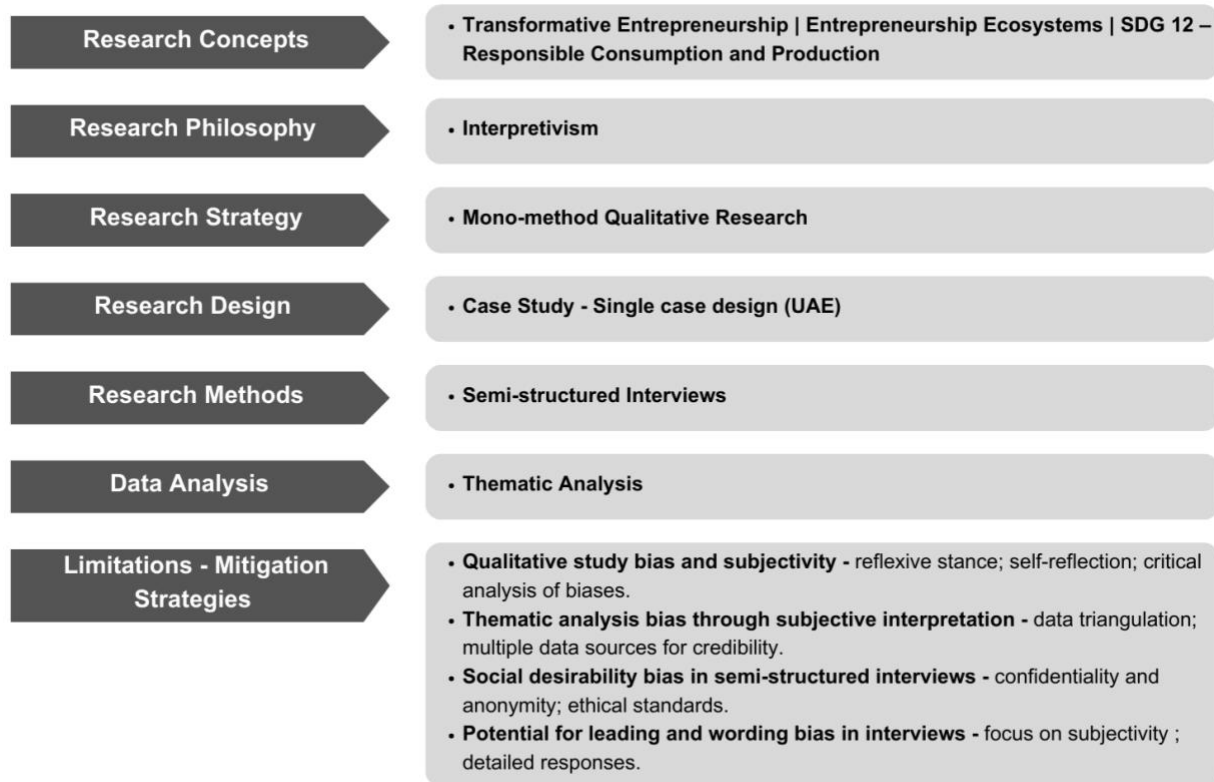 Research Concepts
• Transformative Entrepreneurship | Entrepreneurship Ecosystems | SDG 12 –
Responsible Consumption and Production
Research Philosophy
• Interpretivism
Research Strategy
• Mono-method Qualitative Research
Research Design
• Case Study - Single case design (UAE)
Research Methods
• Semi-structured Interviews
Data Analysis
• Thematic Analysis
Limitations - Mitigation
Strategies
• Qualitative study bias and subjectivity - reflexive stance; self-reflection; critical
analysis of biases.
• Thematic analysis bias through subjective interpretation - data triangulation;
multiple data sources for credibility.
• Social desirability bias in semi-structured interviews - confidentiality and
anonymity; ethical standards.
• Potential for leading and wording bias in interviews - focus on subjectivity ;
detailed responses.